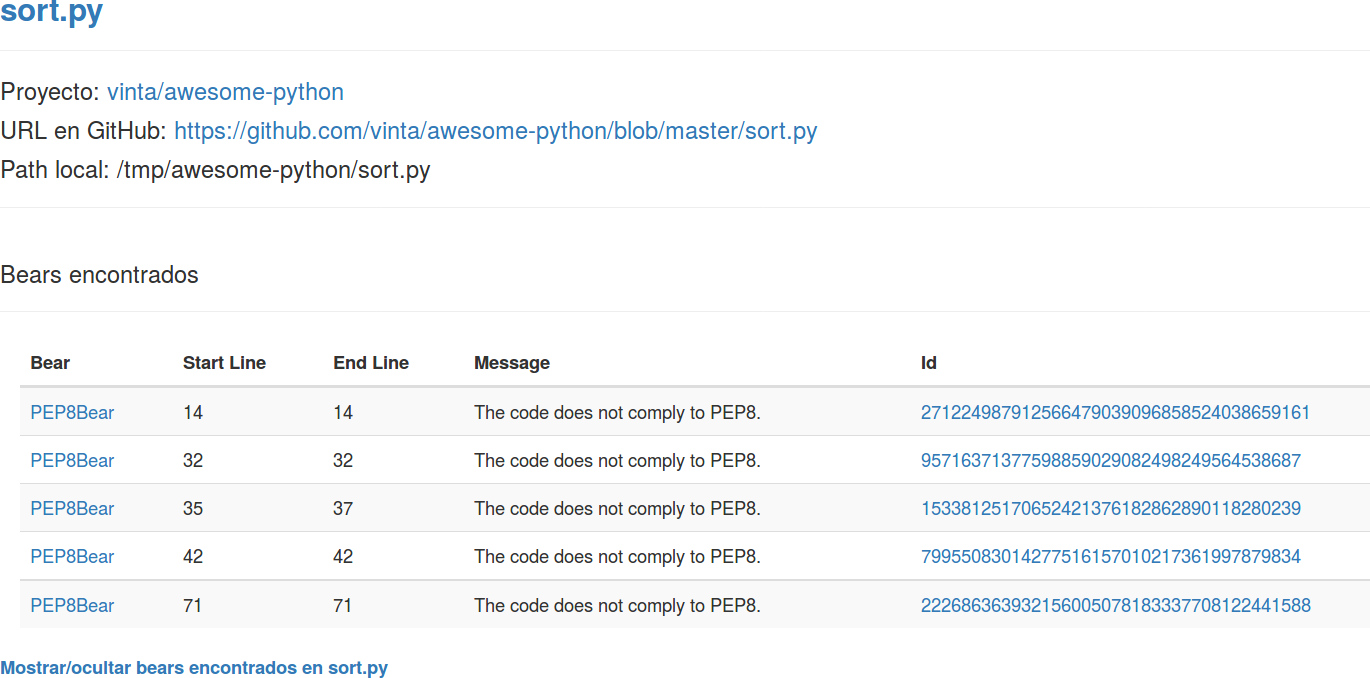 sort.py
Proyecto: vinta/awesome-python
URL en GitHub: https://github.com/vinta/awesome-python/blob/master/sort.py
Path local: /tmp/awesome-python/sort.py
Bears encontrados
Bear Start Line End Line Message Id
PEP8Bear 14 14 The code does not comply to PEP8. 271224987912566479039096858524038659161
PEP8Bear 32 32 The code does not comply to PEP8. 95716371377598859029082498249564538687
PEP8Bear 35 37 The code does not comply to PEP8. 15338125170652421376182862890118280239
PEP8Bear 42 42 The code does not comply to PEP8. 79955083014277516157010217361997879834
PEP8Bear 71 71 The code does not comply to PEP8. 222686363932156005078183337708122441588
Mostrar/ocultar bears encontrados en sort.py